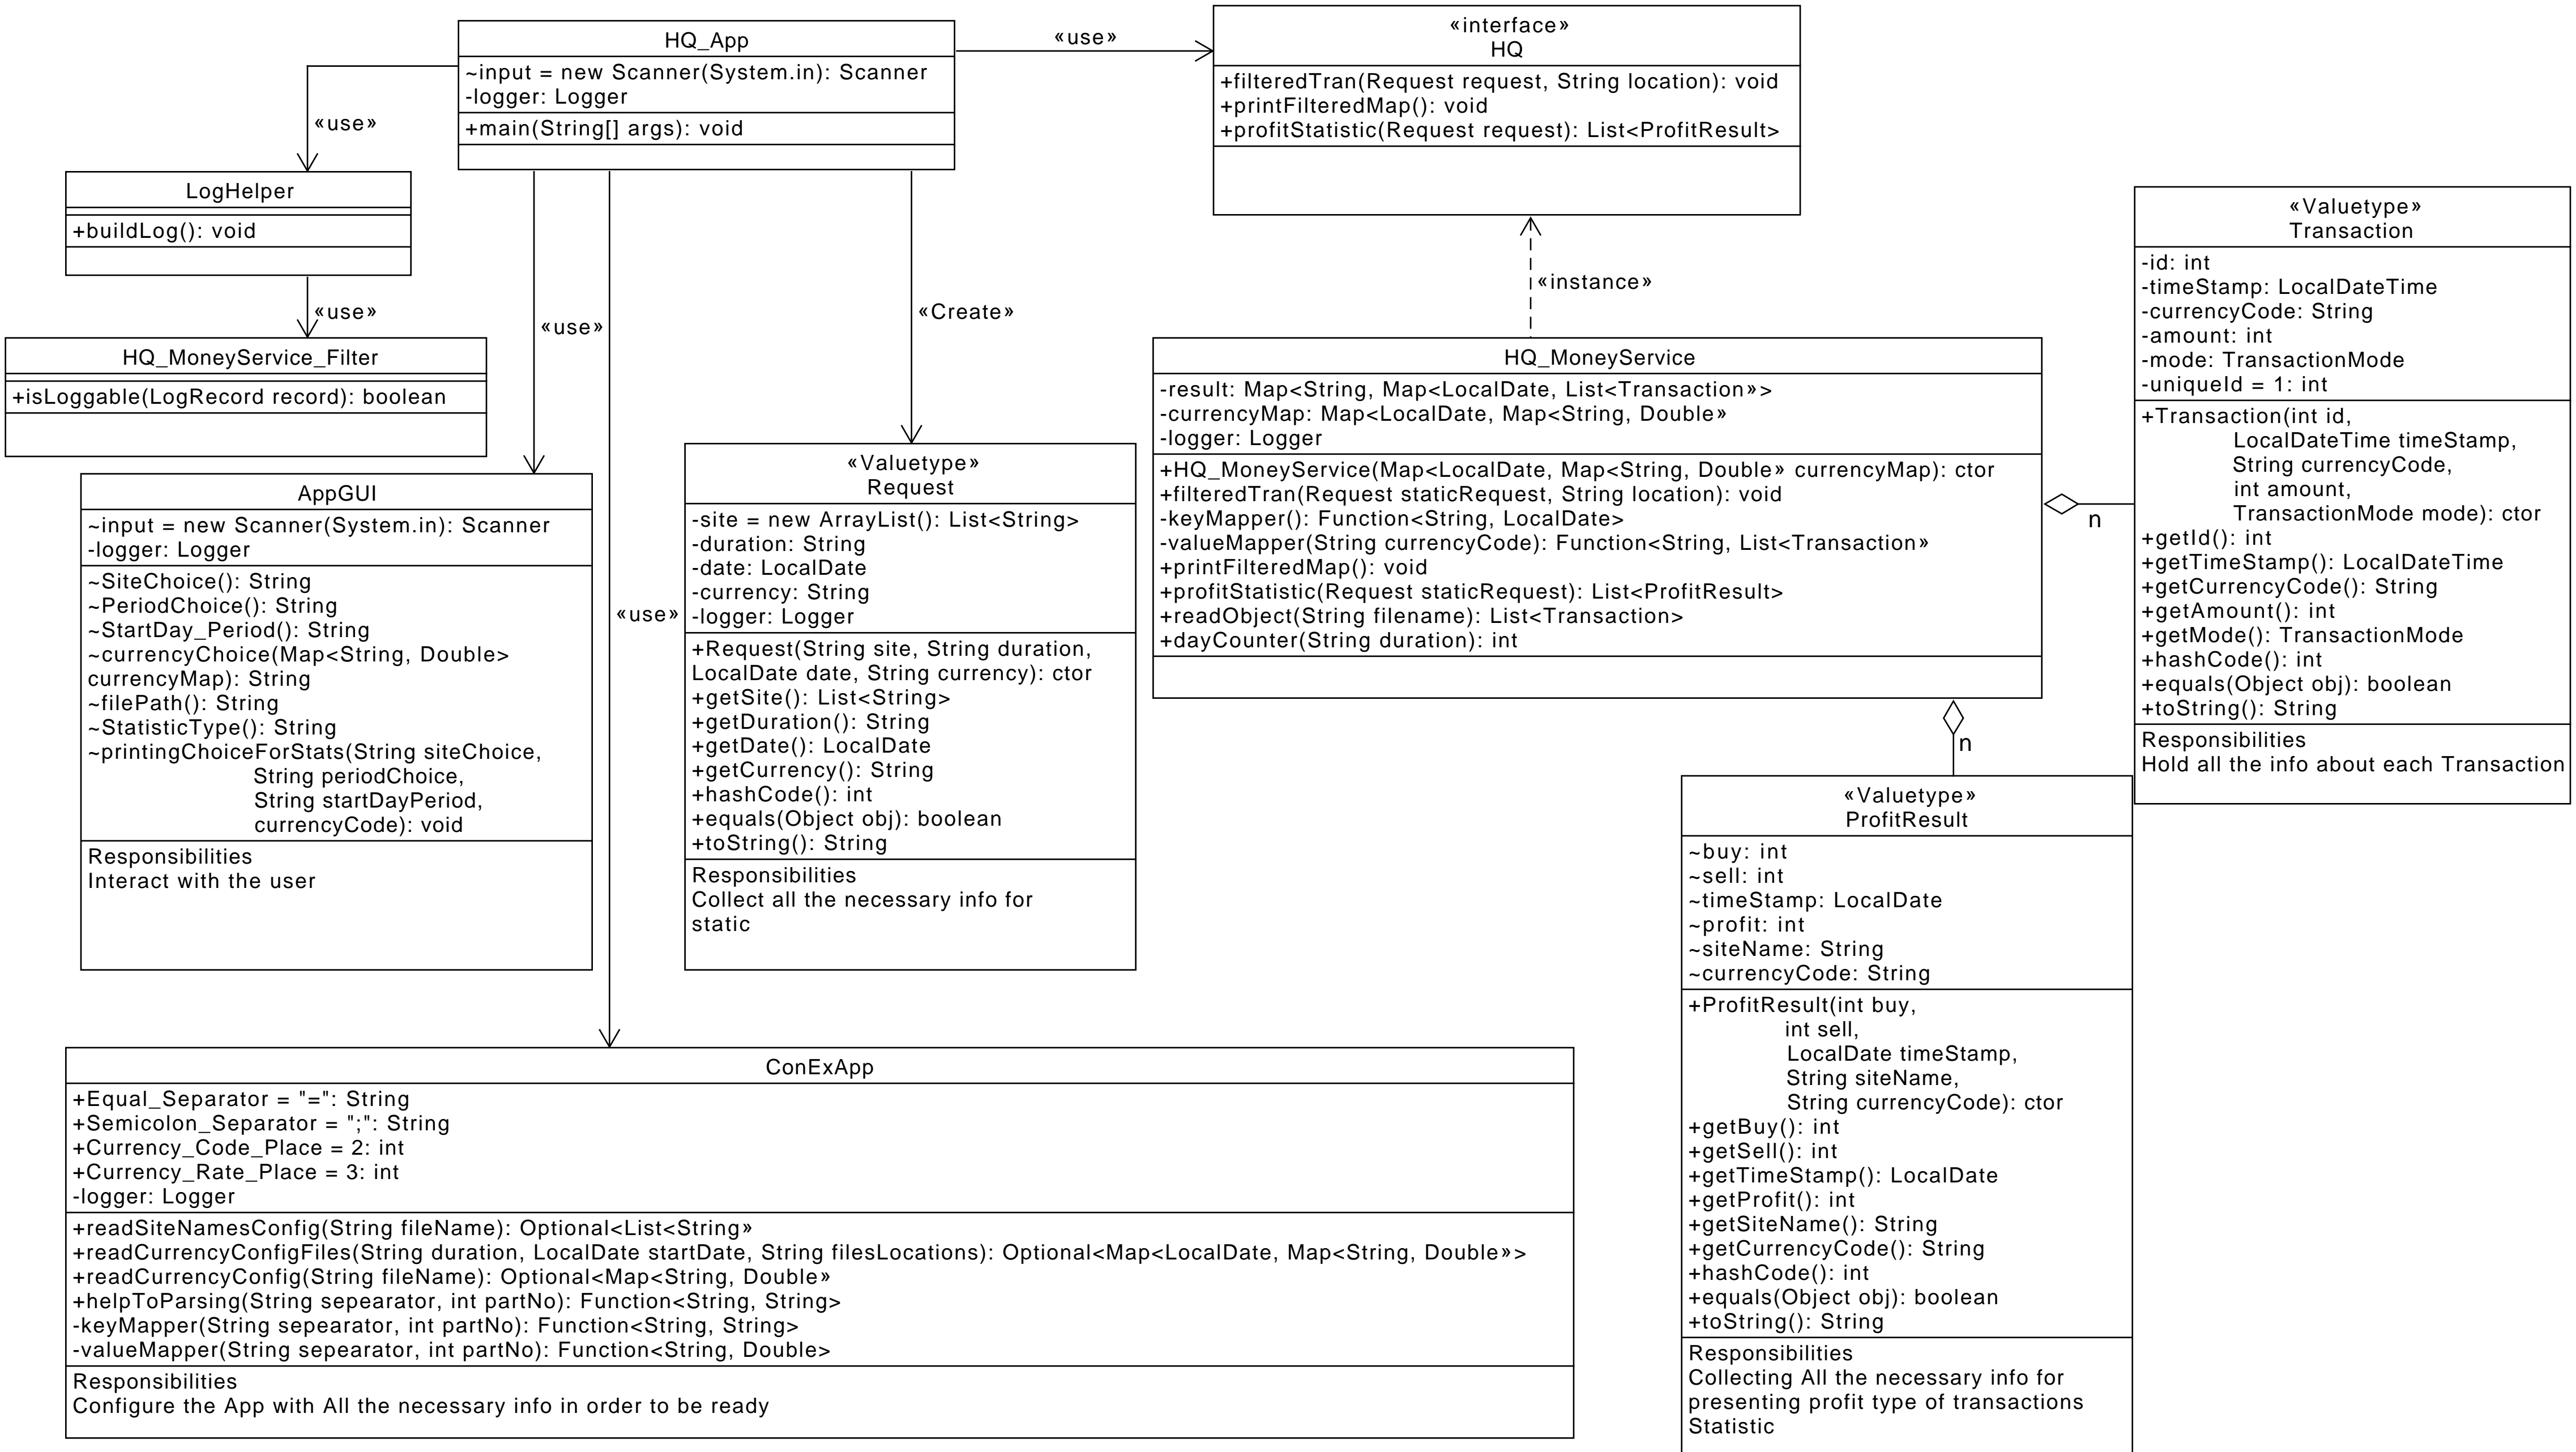 HQ_App
~input = new Scanner(System.in): Scanner
-logger: Logger
+main(String[] args): void
«use»
«interface»
HQ
+filteredTran(Request request, String location): void
+printFilteredMap(): void
+profitStatistic(Request request): List<ProfitResult>
«use»
LogHelper
+buildLog(): void
«use»
HQ_MoneyService_Filter
+isLoggable(LogRecord record): boolean
«use»
«use»
«Create»
«instance»
AppGUI
~input = new Scanner(System.in): Scanner
-logger: Logger
~SiteChoice(): String
~PeriodChoice(): String
~StartDay_Period(): String
~currencyChoice(Map<String, Double>
currencyMap): String
~filePath(): String
~StatisticType(): String
~printingChoiceForStats(String siteChoice,
String periodChoice,
String startDayPeriod,
currencyCode): void
Responsibilities
Interact with the user
«Valuetype»
Request
-site = new ArrayList(): List<String>
-duration: String
-date: LocalDate
-currency: String
-logger: Logger
+Request(String site, String duration,
LocalDate date, String currency): ctor
+getSite(): List<String>
+getDuration(): String
+getDate(): LocalDate
+getCurrency(): String
+hashCode(): int
+equals(Object obj): boolean
+toString(): String
Responsibilities
Collect all the necessary info for
static
HQ_MoneyService
-result: Map<String, Map<LocalDate, List<Transaction»>
-currencyMap: Map<LocalDate, Map<String, Double»
-logger: Logger
+HQ_MoneyService(Map<LocalDate, Map<String, Double» currencyMap): ctor
+filteredTran(Request staticRequest, String location): void
-keyMapper(): Function<String, LocalDate>
-valueMapper(String currencyCode): Function<String, List<Transaction»
+printFilteredMap(): void
+profitStatistic(Request staticRequest): List<ProfitResult>
+readObject(String filename): List<Transaction>
+dayCounter(String duration): int
n
n
«Valuetype»
Transaction
-id: int
-timeStamp: LocalDateTime
-currencyCode: String
-amount: int
-mode: TransactionMode
-uniqueId = 1: int
+Transaction(int id,
LocalDateTime timeStamp,
String currencyCode,
int amount,
TransactionMode mode): ctor
+getId(): int
+getTimeStamp(): LocalDateTime
+getCurrencyCode(): String
+getAmount(): int
+getMode(): TransactionMode
+hashCode(): int
+equals(Object obj): boolean
+toString(): String
Responsibilities
Hold all the info about each Transaction
«Valuetype»
ProfitResult
~buy: int
~sell: int
~timeStamp: LocalDate
~profit: int
~siteName: String
~currencyCode: String
+ProfitResult(int buy,
int sell,
LocalDate timeStamp,
String siteName,
String currencyCode): ctor
+getBuy(): int
+getSell(): int
+getTimeStamp(): LocalDate
+getProfit(): int
+getSiteName(): String
+getCurrencyCode(): String
+hashCode(): int
+equals(Object obj): boolean
+toString(): String
Responsibilities
Collecting All the necessary info for
presenting profit type of transactions
Statistic
ConExApp
+Equal_Separator = "=": String
+Semicolon_Separator = ";": String
+Currency_Code_Place = 2: int
+Currency_Rate_Place = 3: int
-logger: Logger
+readSiteNamesConfig(String fileName): Optional<List<String»
+readCurrencyConfigFiles(String duration, LocalDate startDate, String filesLocations): Optional<Map<LocalDate, Map<String, Double»>
+readCurrencyConfig(String fileName): Optional<Map<String, Double»
+helpToParsing(String sepearator, int partNo): Function<String, String>
-keyMapper(String sepearator, int partNo): Function<String, String>
-valueMapper(String sepearator, int partNo): Function<String, Double>
Responsibilities
Configure the App with All the necessary info in order to be ready